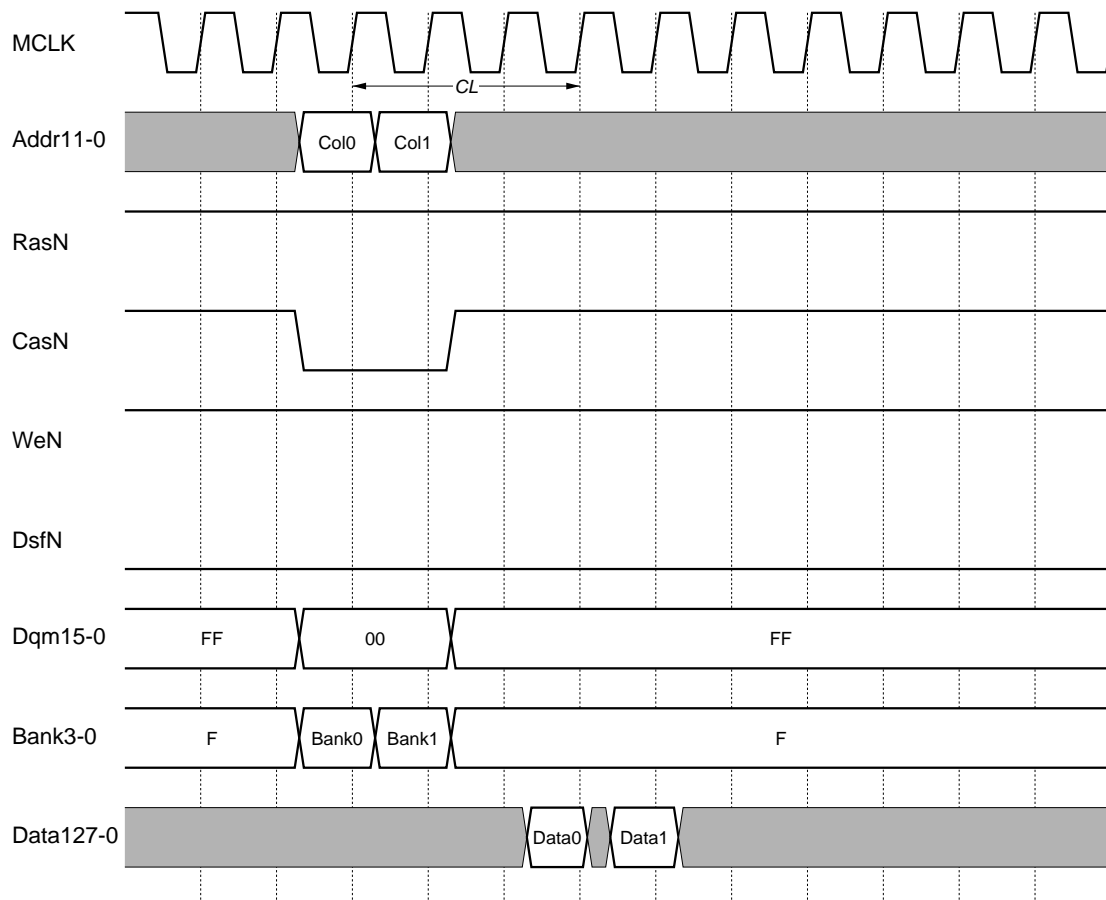 MCLK
CL
Addr11-0 Col0 Col1
RasN
CasN
WeN
DsfN
Dqm15-0 FF 00 FF
Bank3-0 F Bank0 Bank1 F
Data127-0 Data0 Data1